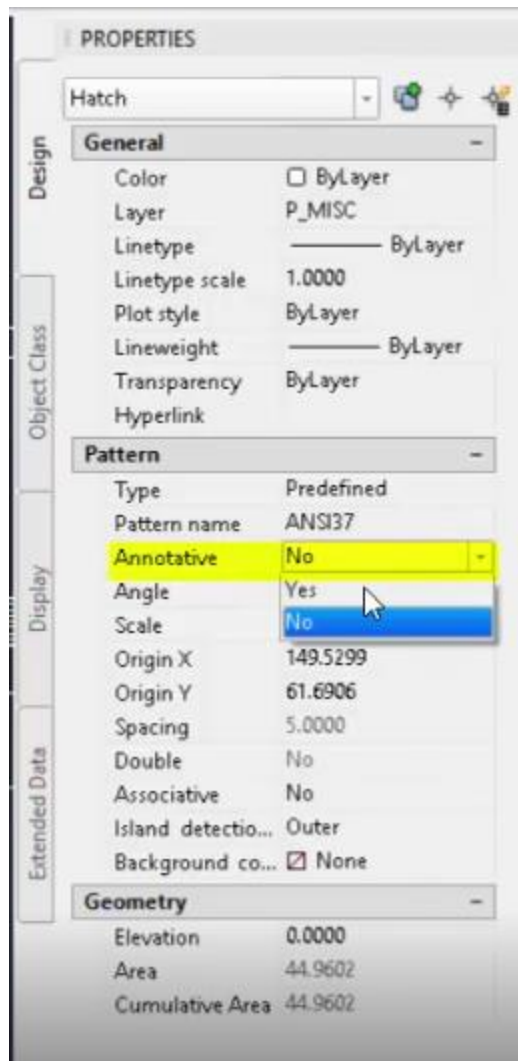 PROPERTIES
Hatch
Design
Object Class
Display
Extended Data
General −
Color ByLayer
Layer P_MISC
Linetype ByLayer
Linetype scale 1.0000
Plot style ByLayer
Lineweight ByLayer
Transparency ByLayer
Hyperlink
Pattern −
Type Predefined
Pattern name ANSI37
Annotative No
Angle Yes
Scale No
Origin X 149.5299
Origin Y 61.6906
Spacing 5.0000
Double No
Associative No
Island detectio... Outer
Background co... None
Geometry −
Elevation 0.0000
Area 44.9602
Cumulative Area 44.9602